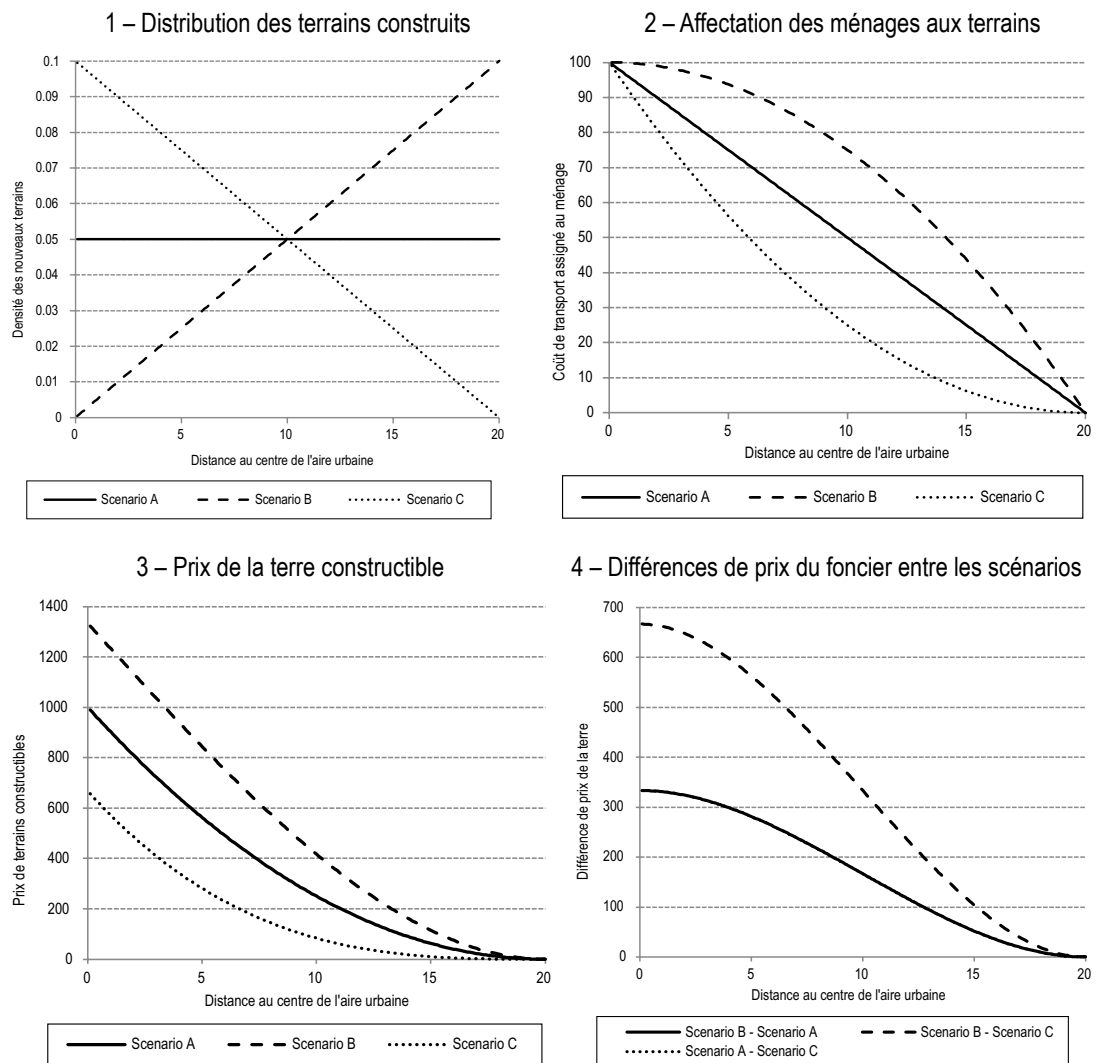 1 – Distribution des terrains construits
0.1
0.09
0.08
0.07
0.06
0.05
0.04
0.03
0.02
0.01
0
Densité des nouveaux terrains
0 5 10 15 20
Distance au centre de l'aire urbaine
Scenario A Scenario B Scenario C
2 – Affectation des ménages aux terrains
100
90
80
70
60
50
40
30
20
10
0
Coüt de transport assigné au ménage
0 5 10 15 20
Distance au centre de l'aire urbaine
Scenario A Scenario B Scenario C
3 – Prix de la terre constructible
1400
1200
1000
800
600
400
200
0
Prix de terrains constructibles
0 5 10 15 20
Distance au centre de l'aire urbaine
Scenario A Scenario B Scenario C
4 – Différences de prix du foncier entre les scénarios
700
600
500
400
300
200
100
0
Différence de prix de la terre
0 5 10 15 20
Distance au centre de l'aire urbaine
Scenario B - Scenario A Scenario B - Scenario C
Scenario A - Scenario C